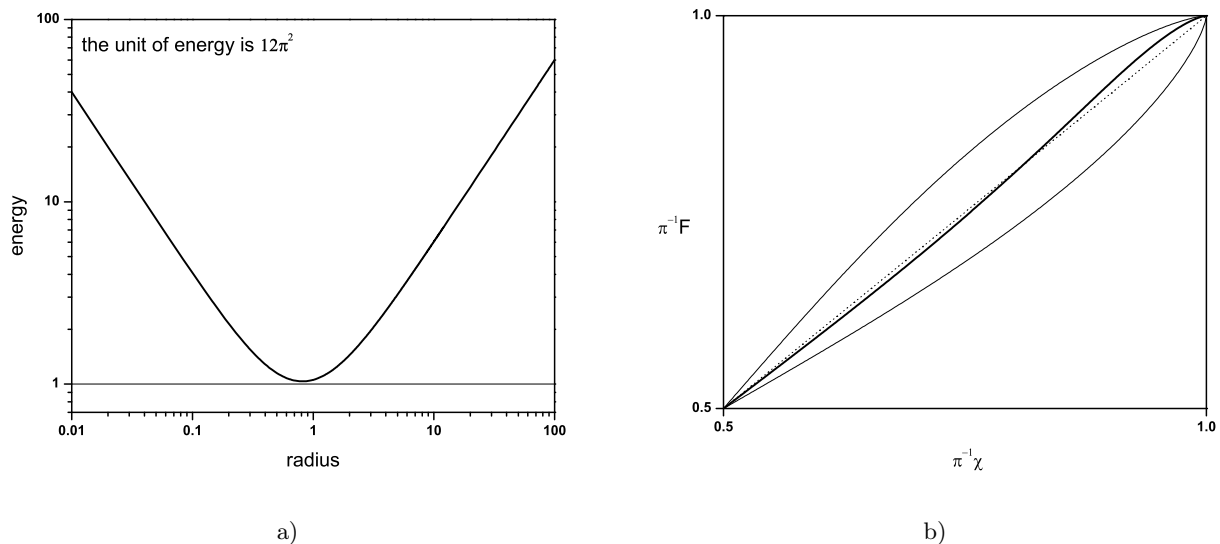 the unit of energy is 12π²
100
10
1
energy
0.01
0.1
1
10
100
radius
a)
1.0
π⁻¹F
0.5
0.5
1.0
π⁻¹χ
b)